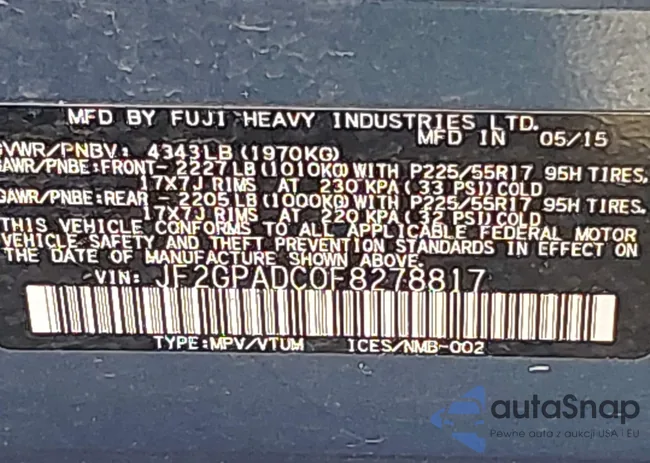 MFD BY FUJI HEAVY INDUSTRIES LTD.
MFD IN 05/15
GVWR/PNBV: 4343LB(1970KG)
GAWR/PNBE:FRONT- 2227LB(1010KG)WITH P225/55R17 95H TIRES,
17X7J RIMS AT 230 KPA(33 PSI)COLD
GAWR/PNBE:REAR - 2205LB(1000KG)WITH P225/55R17 95H TIRES,
17X7J RIMS AT 220 KPA(32 PSI)COLD
THIS VEHICLE CONFORMS TO ALL APPLICABLE FEDERAL MOTOR
VEHICLE SAFETY AND THEFT PREVENTION STANDARDS IN EFFECT ON
THE DATE OF MANUFACTURE SHOWN ABOVE.
VIN: JF2GPADC0F8278817
TYPE:MPV/VTUM ICES/NMB-002
autaSnap
Pewne auta z aukcji USA i EU